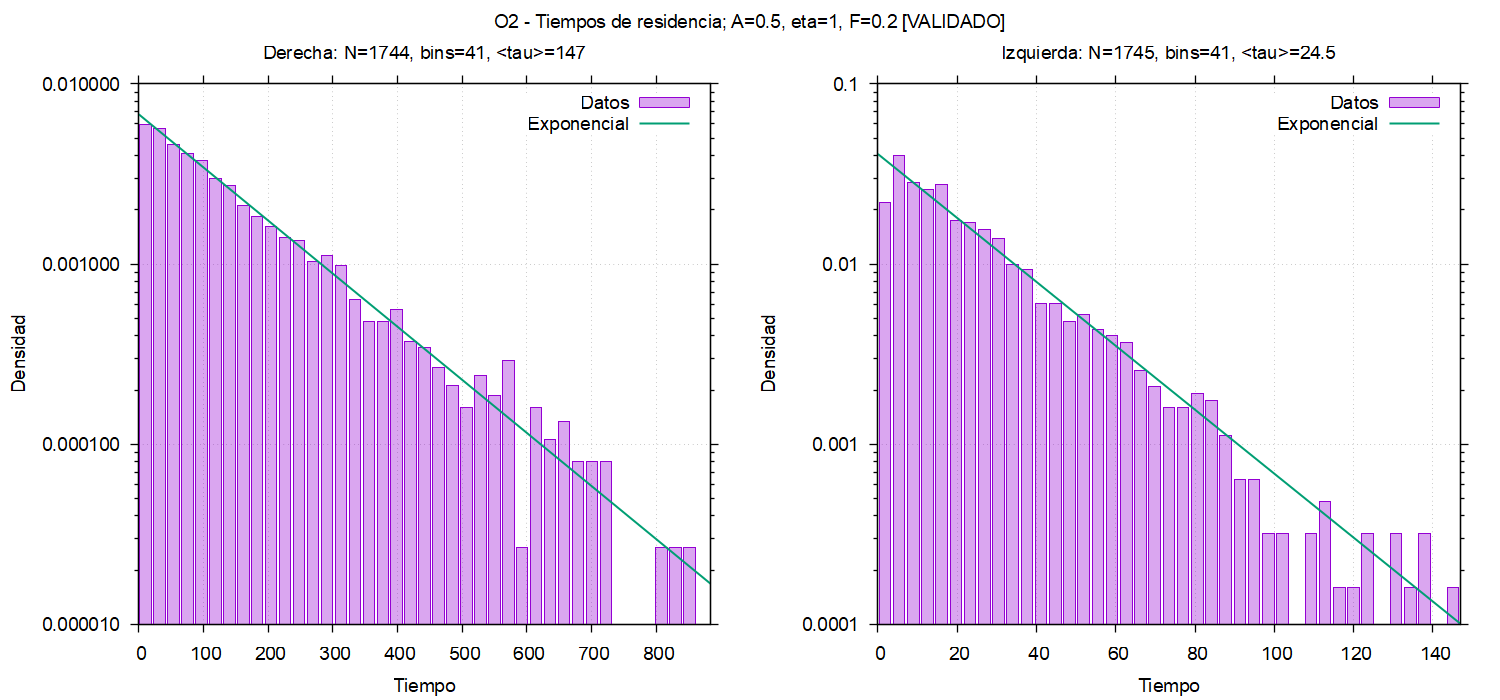 O2 - Tiempos de residencia; A=0.5, eta=1, F=0.2 [VALIDADO]
Derecha: N=1744, bins=41, <tau>=147
0.010000
0.001000
0.000100
0.000010
Densidad
Datos
Exponencial
0 100 200 300 400 500 600 700 800
Tiempo
Izquierda: N=1745, bins=41, <tau>=24.5
0.1
0.01
0.001
0.0001
Densidad
Datos
Exponencial
0 20 40 60 80 100 120 140
Tiempo